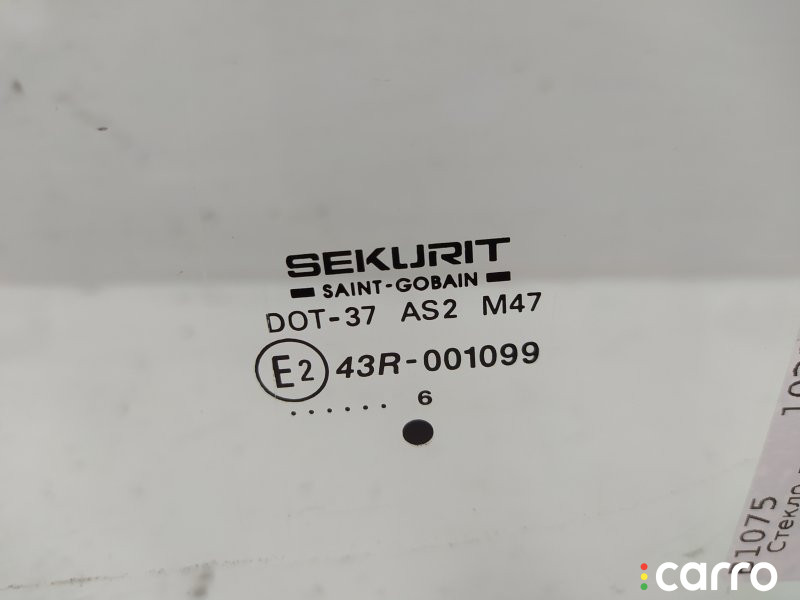 SEKURIT
SAINT-GOBAIN
DOT-37 AS2 M47
E2 43R-001099
...... 6
1075
Стекло
carro